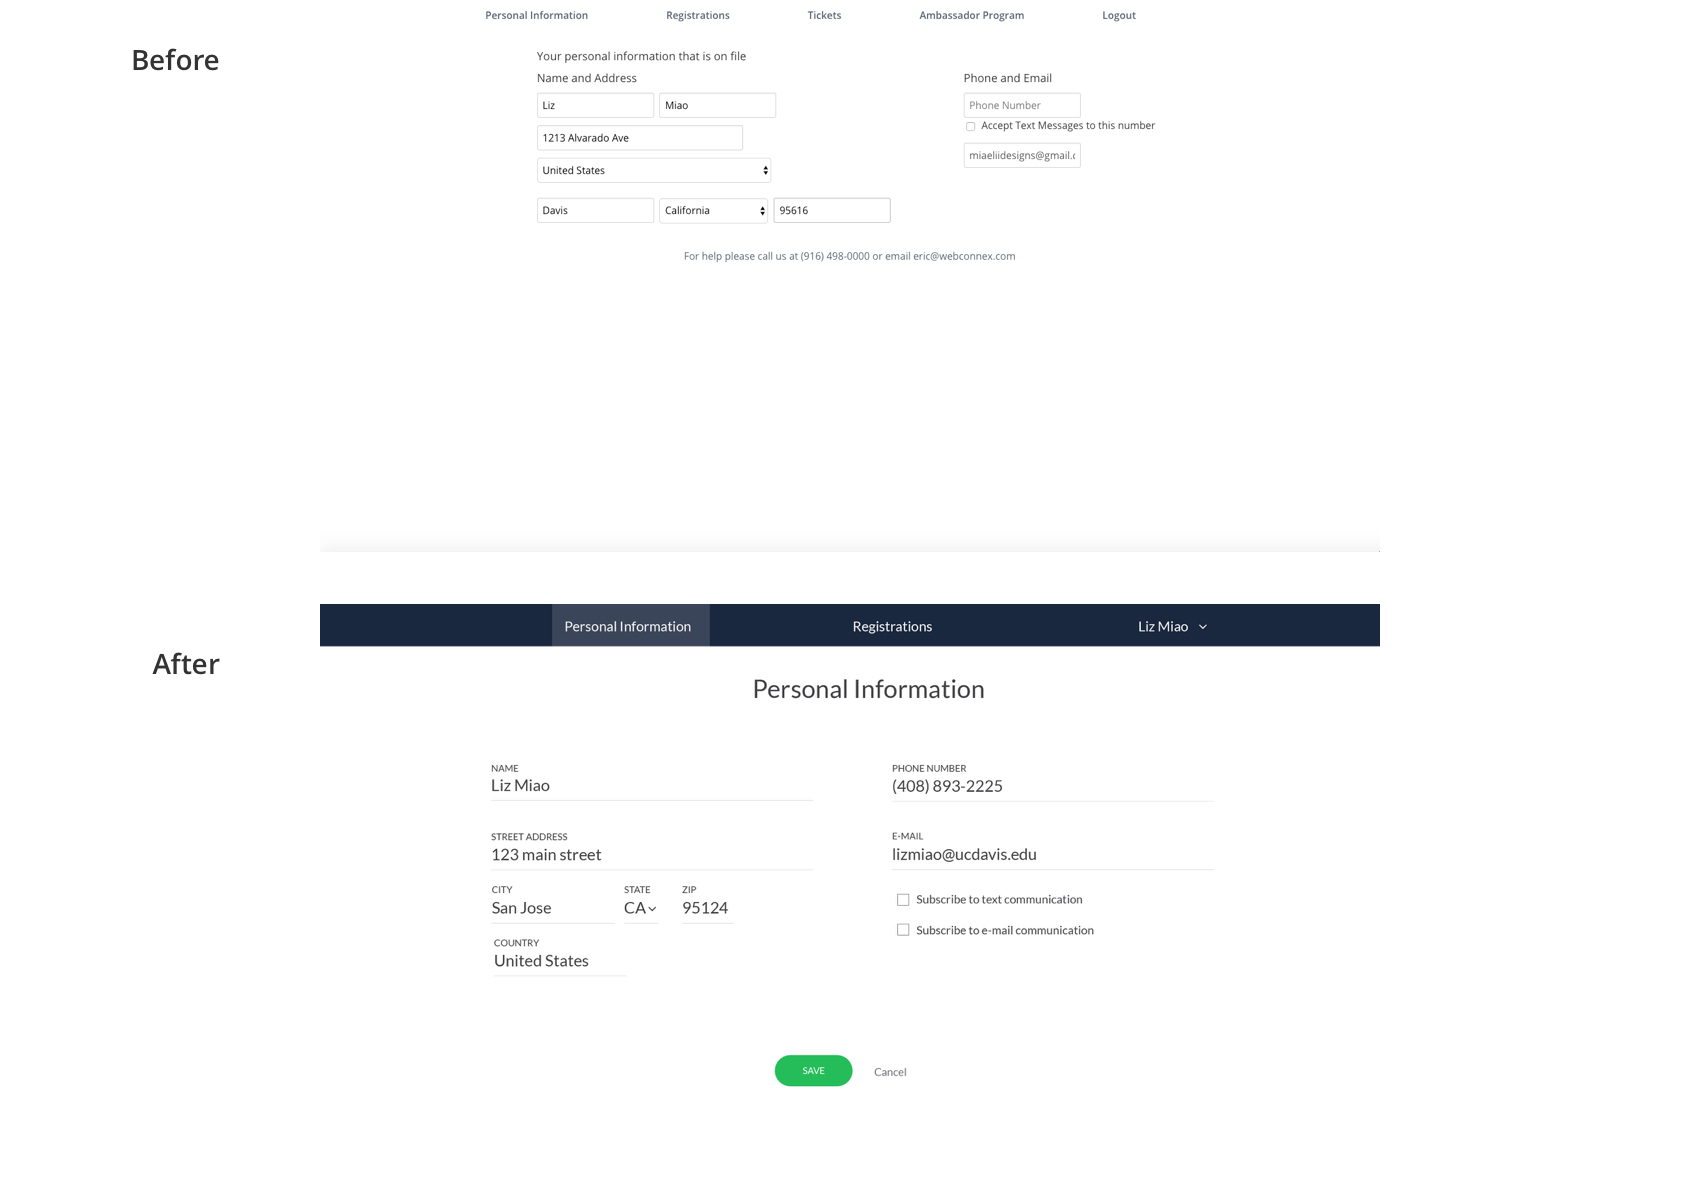 Personal Information Registrations Tickets Ambassador Program Logout
Before
Your personal information that is on file
Name and Address
Liz Miao
1213 Alvarado Ave
United States
Davis California 95616
Phone and Email
Phone Number
Accept Text Messages to this number
miaeliidesigns@gmail.c
For help please call us at (916) 498-0000 or email eric@webconnex.com
Personal Information Registrations Liz Miao
After
Personal Information
NAME
Liz Miao
STREET ADDRESS
123 main street
CITY STATE ZIP
San Jose CA 95124
COUNTRY
United States
PHONE NUMBER
(408) 893-2225
E-MAIL
lizmiao@ucdavis.edu
Subscribe to text communication
Subscribe to e-mail communication
SAVE Cancel